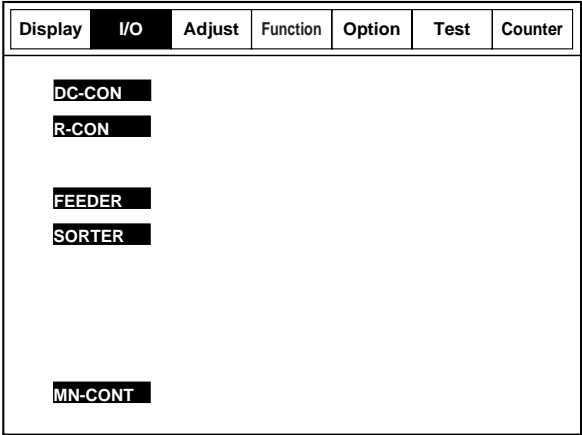 Display I/O Adjust Function Option Test Counter
DC-CON
R-CON
FEEDER
SORTER
MN-CONT